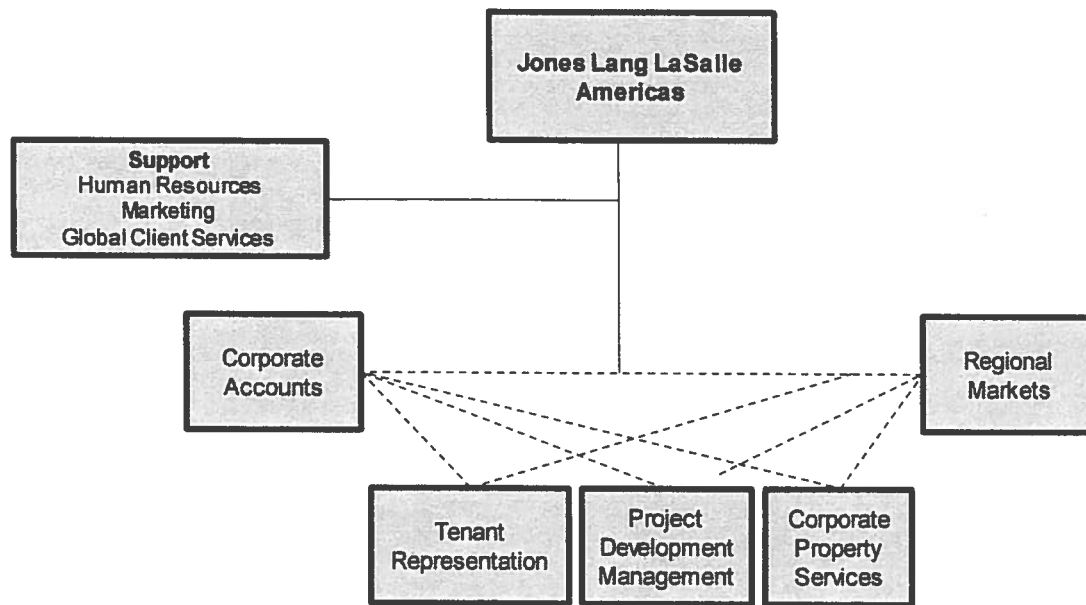 Jones Lang LaSalle
Americas
Support
Human Resources
Marketing
Global Client Services
Corporate
Accounts
Regional
Markets
Tenant
Representation
Project
Development
Management
Corporate
Property
Services